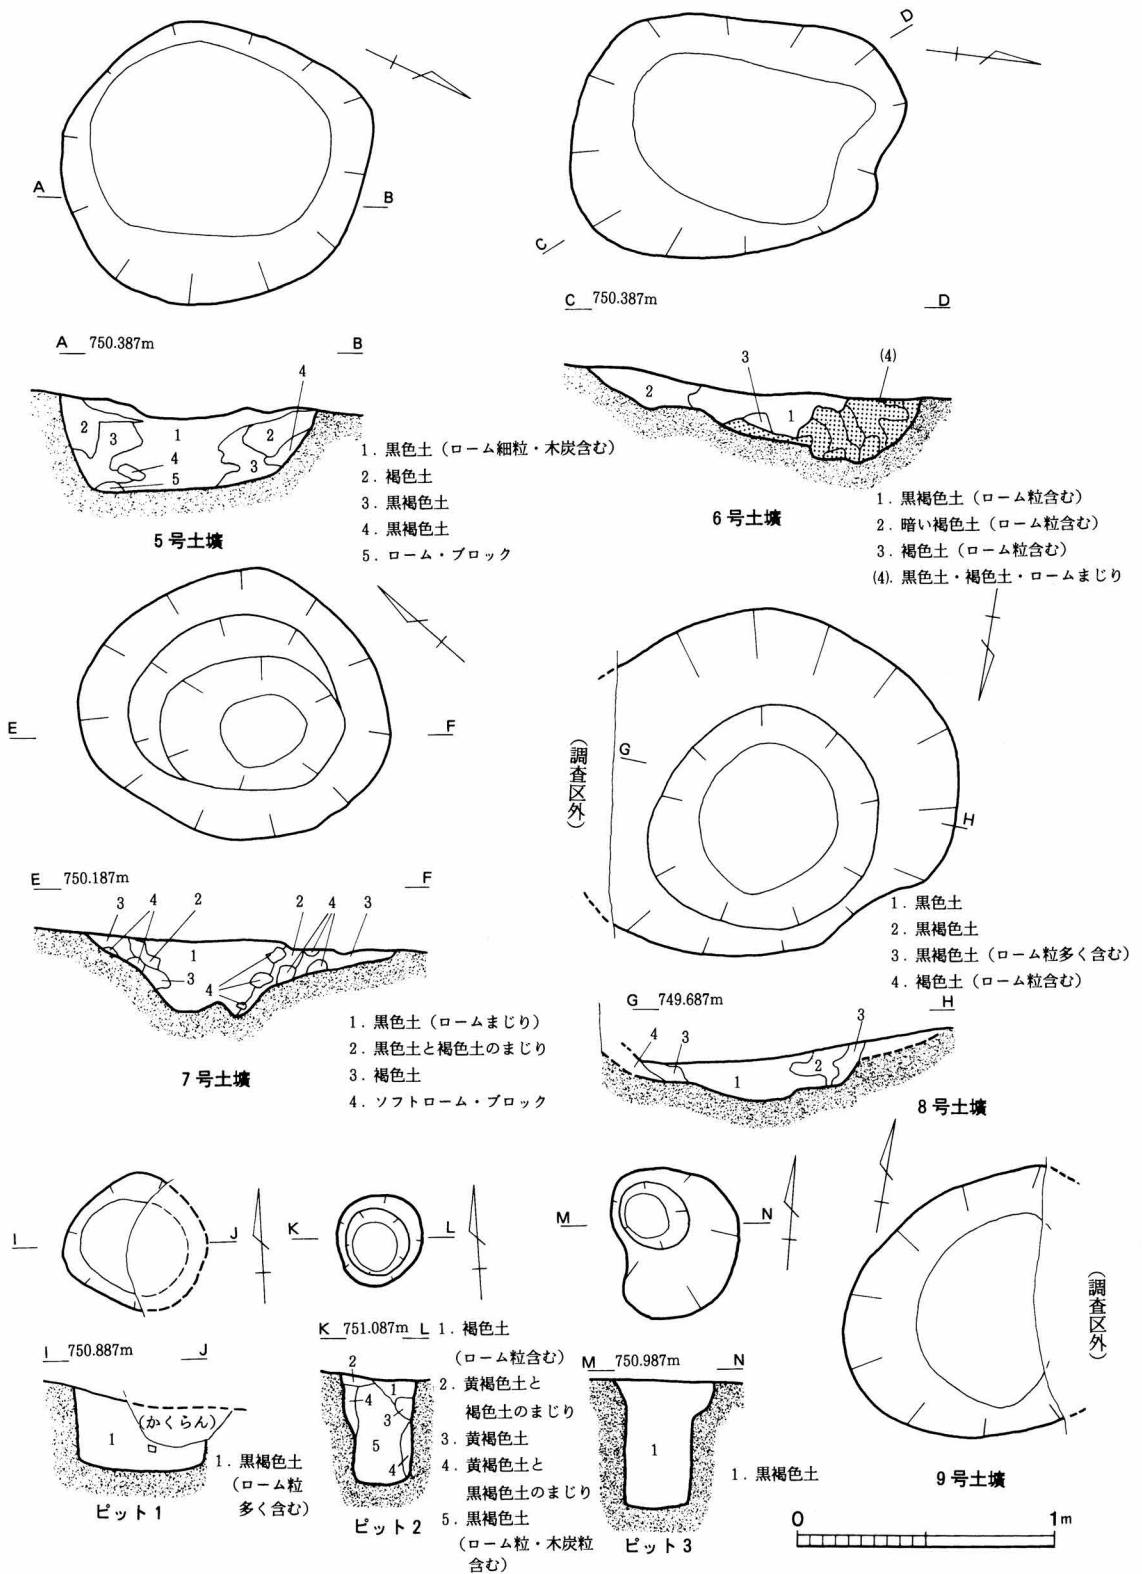 A
B
A 750.387m B
4
2
3
1
2
4
3
5
1. 黒色土（ローム細粒・木炭含む）
2. 褐色土
3. 黒褐色土
4. 黒褐色土
5. ローム・ブロック
5号土壙
D
C
C 750.387m D
3
(4)
2
1
1. 黒褐色土（ローム粒含む）
2. 暗い褐色土（ローム粒含む）
3. 褐色土（ローム粒含む）
(4). 黒色土・褐色土・ロームまじり
6号土壙
E
F
E 750.187m F
3 4 2
2 4 3
1
3
4
1. 黒色土（ロームまじり）
2. 黒色土と褐色土のまじり
3. 褐色土
4. ソフトローム・ブロック
7号土壙
（調査区外）
G
H
1. 黒色土
2. 黒褐色土
3. 黒褐色土（ローム粒多く含む）
4. 褐色土（ローム粒含む）
G 749.687m H
4 3
3
2
1
8号土壙
I
J
I 750.887m J
（かくらん）
1
1. 黒褐色土
（ローム粒
多く含む）
ピット1
K
L
K 751.087m L
2
1
4
3
5
4
1. 褐色土
（ローム粒含む）
2. 黄褐色土と
褐色土のまじり
3. 黄褐色土
4. 黄褐色土と
黒褐色土のまじり
5. 黒褐色土
（ローム粒・木炭粒
含む）
ピット2
M
N
M 750.987m N
1
1. 黒褐色土
ピット3
（調査区外）
9号土壙
0 1m